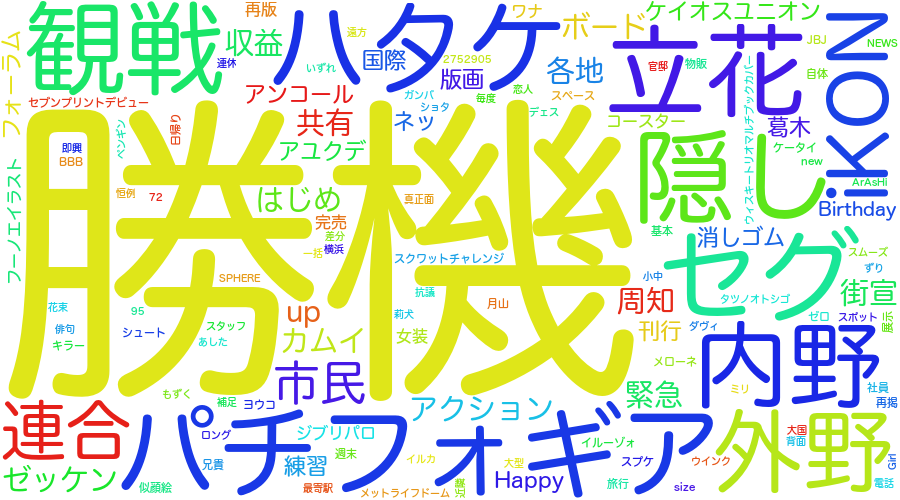 再版
ワナ
遠方
ケイオスユニオン
ボード
観戦
収益
ハタケ
国際
いずれ
2752905
版画
各地
立花
官邸
物販
JBJ
NEWS
iKON
フォーラム
連休
セブンプリントデビュー
アンコール
ガンバ
ショタ
恋人
毎度
スペース
自体
ペンギン
日帰り
共有
ネッ
デェス
コースター
葛木
ケータイ
即興
BBB
アユクデ
隠し
new
ウィスキートリオマルチブックカバー
ArAsHi
恒例
72
はじめ
真正面
Birthday
フーノエイラスト
完売
差分
横浜
一括
基本
消しゴム
スムーズ
勝機
スクワットチャレンジ
セグ
ずり
SPHERE
抗議
小中
街宣
花束
95
up
莉犬
月山
周知
タツノオトシゴ
俳句
シュート
スタッフ
あした
カムイ
女装
刊行
ダヴィ
ゼロ
スポット
展示
キラー
市民
メローネ
内野
もずく
補足
アクション
緊急
ミリ
社員
再掲
連合
ヨウコ
パチフォギア
外野
ロング
ジブリパロ
イルーゾォ
大国
背面
ゼッケン
兄貴
練習
週末
イルカ
大型
スプケ
ウインク
Girl
似顔絵
最寄駅
メットライフドーム
近隣
Happy
旅行
size
電話